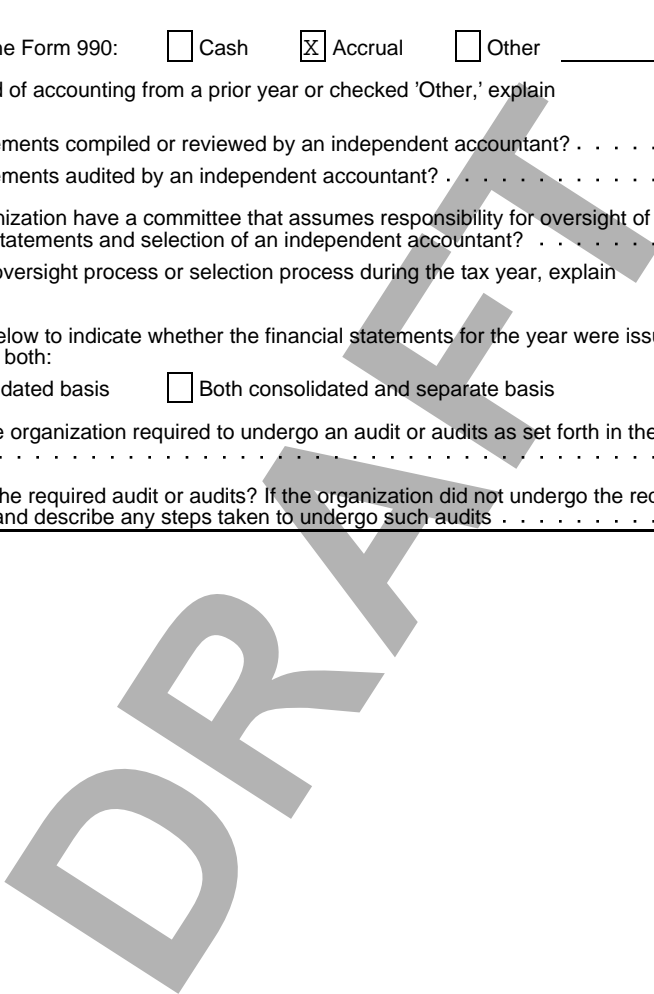 ne Form 990: Cash X Accrual Other
d of accounting from a prior year or checked 'Other,' explain
ements compiled or reviewed by an independent accountant? . . . .
ements audited by an independent accountant? . . . . . . . . . . . .
nization have a committee that assumes responsibility for oversight of
tatements and selection of an independent accountant? . . . . . . .
oversight process or selection process during the tax year, explain
elow to indicate whether the financial statements for the year were issu
both:
dated basis Both consolidated and separate basis
e organization required to undergo an audit or audits as set forth in the
. . . . . . . . . . . . . . . . . . . . . . . . . . . . . . . . . . . . . .
he required audit or audits? If the organization did not undergo the req
and describe any steps taken to undergo such audits . . . . . . . . .
DRAFT